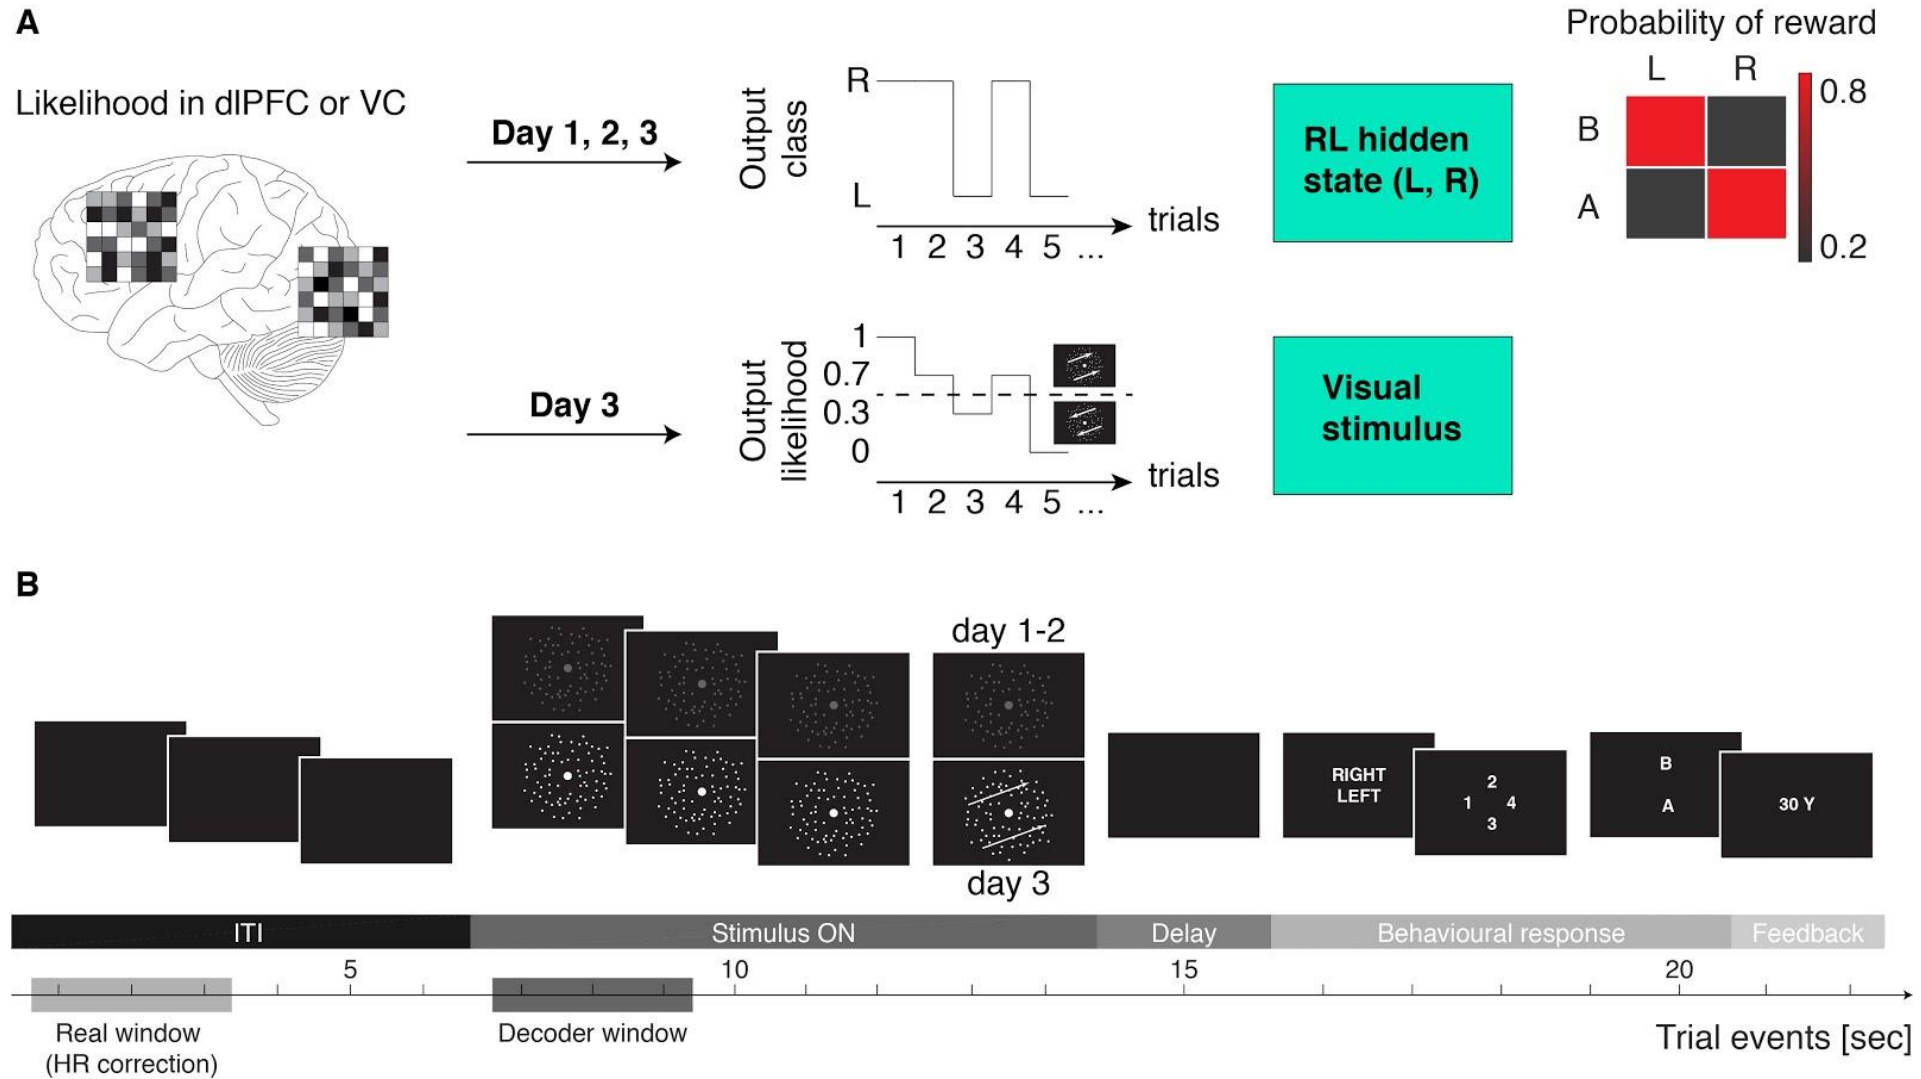 A
Likelihood in dlPFC or VC
Day 1, 2, 3
Output
class
R
L
1 2 3 4 5 ...
trials
RL hidden
state (L, R)
Probability of reward
L R
B
A
0.8
0.2
Day 3
Output
likelihood
1
0.7
0.3
0
1 2 3 4 5 ...
trials
Visual
stimulus
B
day 1-2
day 3
RIGHT
LEFT
2
1 4
3
B
A
30 Y
ITI
Stimulus ON
Delay
Behavioural response
Feedback
5 10 15 20
Real window
(HR correction)
Decoder window
Trial events [sec]